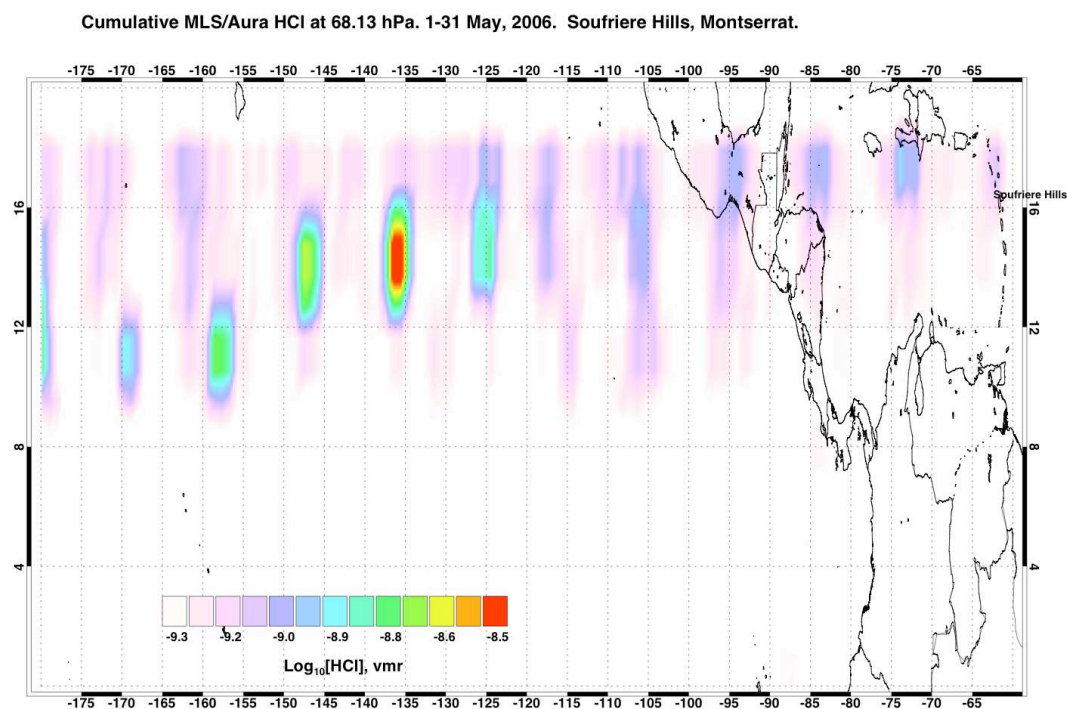 Cumulative MLS/Aura HCl at 68.13 hPa. 1-31 May, 2006. Soufriere Hills, Montserrat.
-175 -170 -165 -160 -155 -150 -145 -140 -135 -130 -125 -120 -115 -110 -105 -100 -95 -90 -85 -80 -75 -70 -65
Soufriere Hills
16 16
12 12
8 8
4 4
-9.3 -9.2 -9.0 -8.9 -8.8 -8.6 -8.5
Log₁₀[HCl], vmr
-175 -170 -165 -160 -155 -150 -145 -140 -135 -130 -125 -120 -115 -110 -105 -100 -95 -90 -85 -80 -75 -70 -65